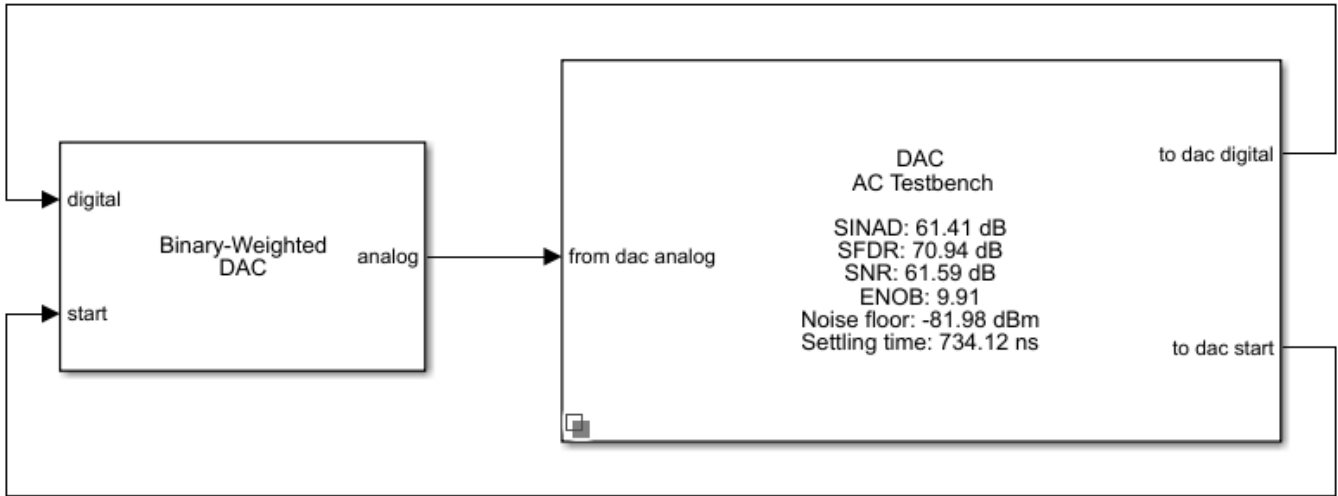 digital
Binary-Weighted
DAC
start
analog
from dac analog
DAC
AC Testbench
SINAD: 61.41 dB
SFDR: 70.94 dB
SNR: 61.59 dB
ENOB: 9.91
Noise floor: -81.98 dBm
Settling time: 734.12 ns
to dac digital
to dac start